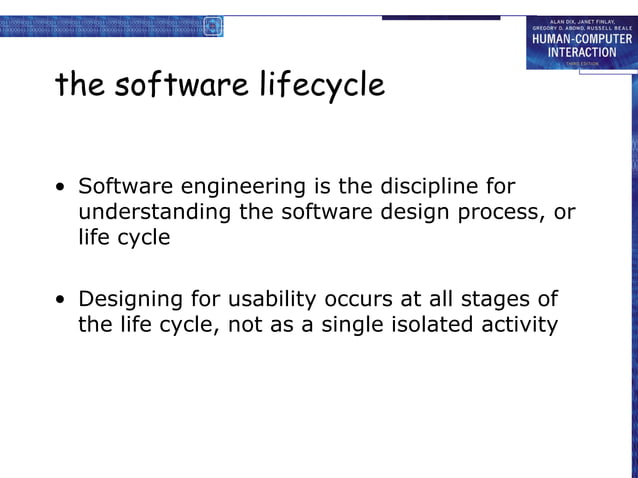 ALAN DIX, JANET FINLAY,
GREGORY D. ABOWD, RUSSELL BEALE
HUMAN-COMPUTER
INTERACTION
THIRD EDITION
the software lifecycle
• Software engineering is the discipline for
understanding the software design process, or
life cycle
• Designing for usability occurs at all stages of
the life cycle, not as a single isolated activity